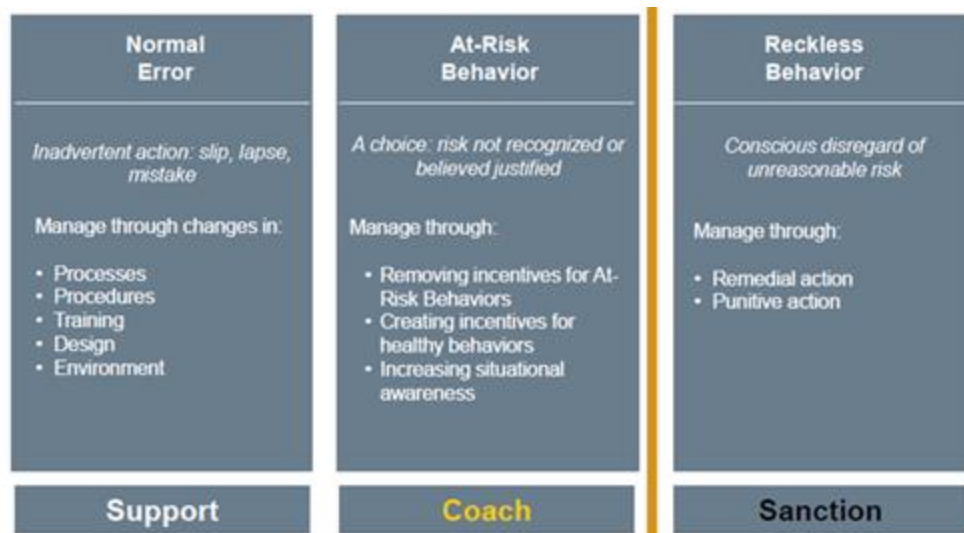 Normal
Error
Inadvertent action: slip, lapse,
mistake
Manage through changes in:
• Processes
• Procedures
• Training
• Design
• Environment
Support
At-Risk
Behavior
A choice: risk not recognized or
believed justified
Manage through:
• Removing incentives for At-
Risk Behaviors
• Creating incentives for
healthy behaviors
• Increasing situational
awareness
Coach
Reckless
Behavior
Conscious disregard of
unreasonable risk
Manage through:
• Remedial action
• Punitive action
Sanction